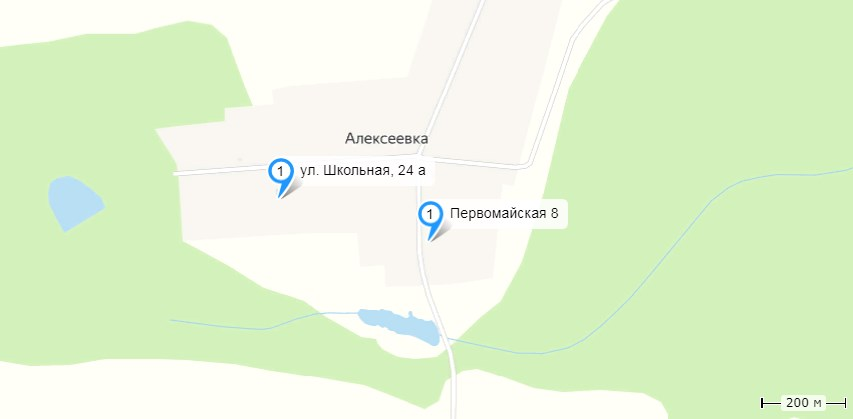 Алексеевка
1 ул. Школьная, 24 а
1 Первомайская 8
200 м